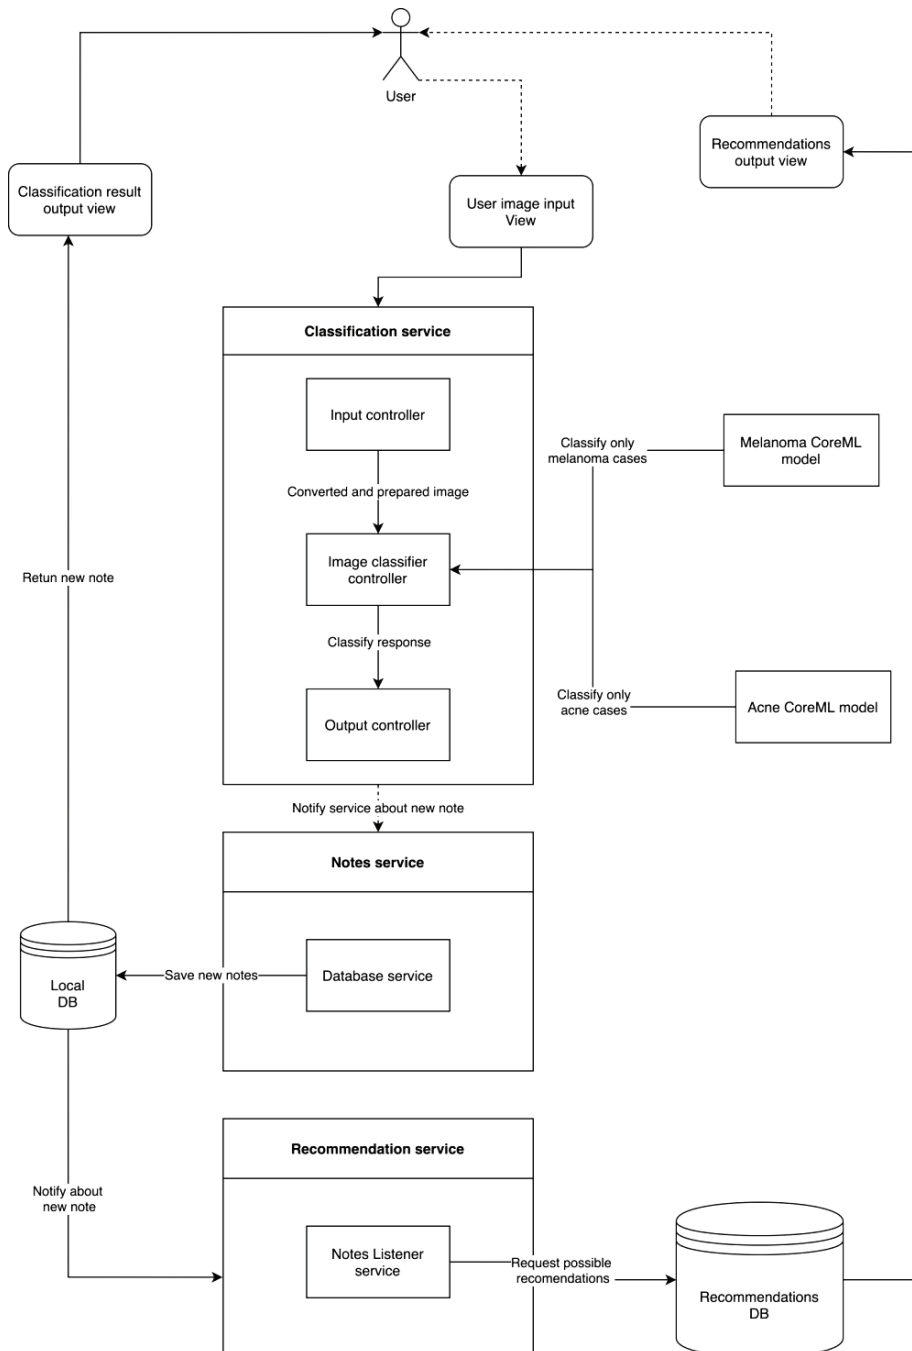 User
Recommendations
output view
Classification result
output view
User image input
View
Classification service
Input controller
Classify only
melanoma cases
Melanoma CoreML
model
Converted and prepared image
Image classifier
controller
Retun new note
Classify response
Classify only
acne cases
Acne CoreML model
Output controller
Notify service about new note
Notes service
Save new notes
Database service
Local
DB
Recommendation service
Notify about
new note
Notes Listener
service
Request possible
recomendations
Recommendations
DB